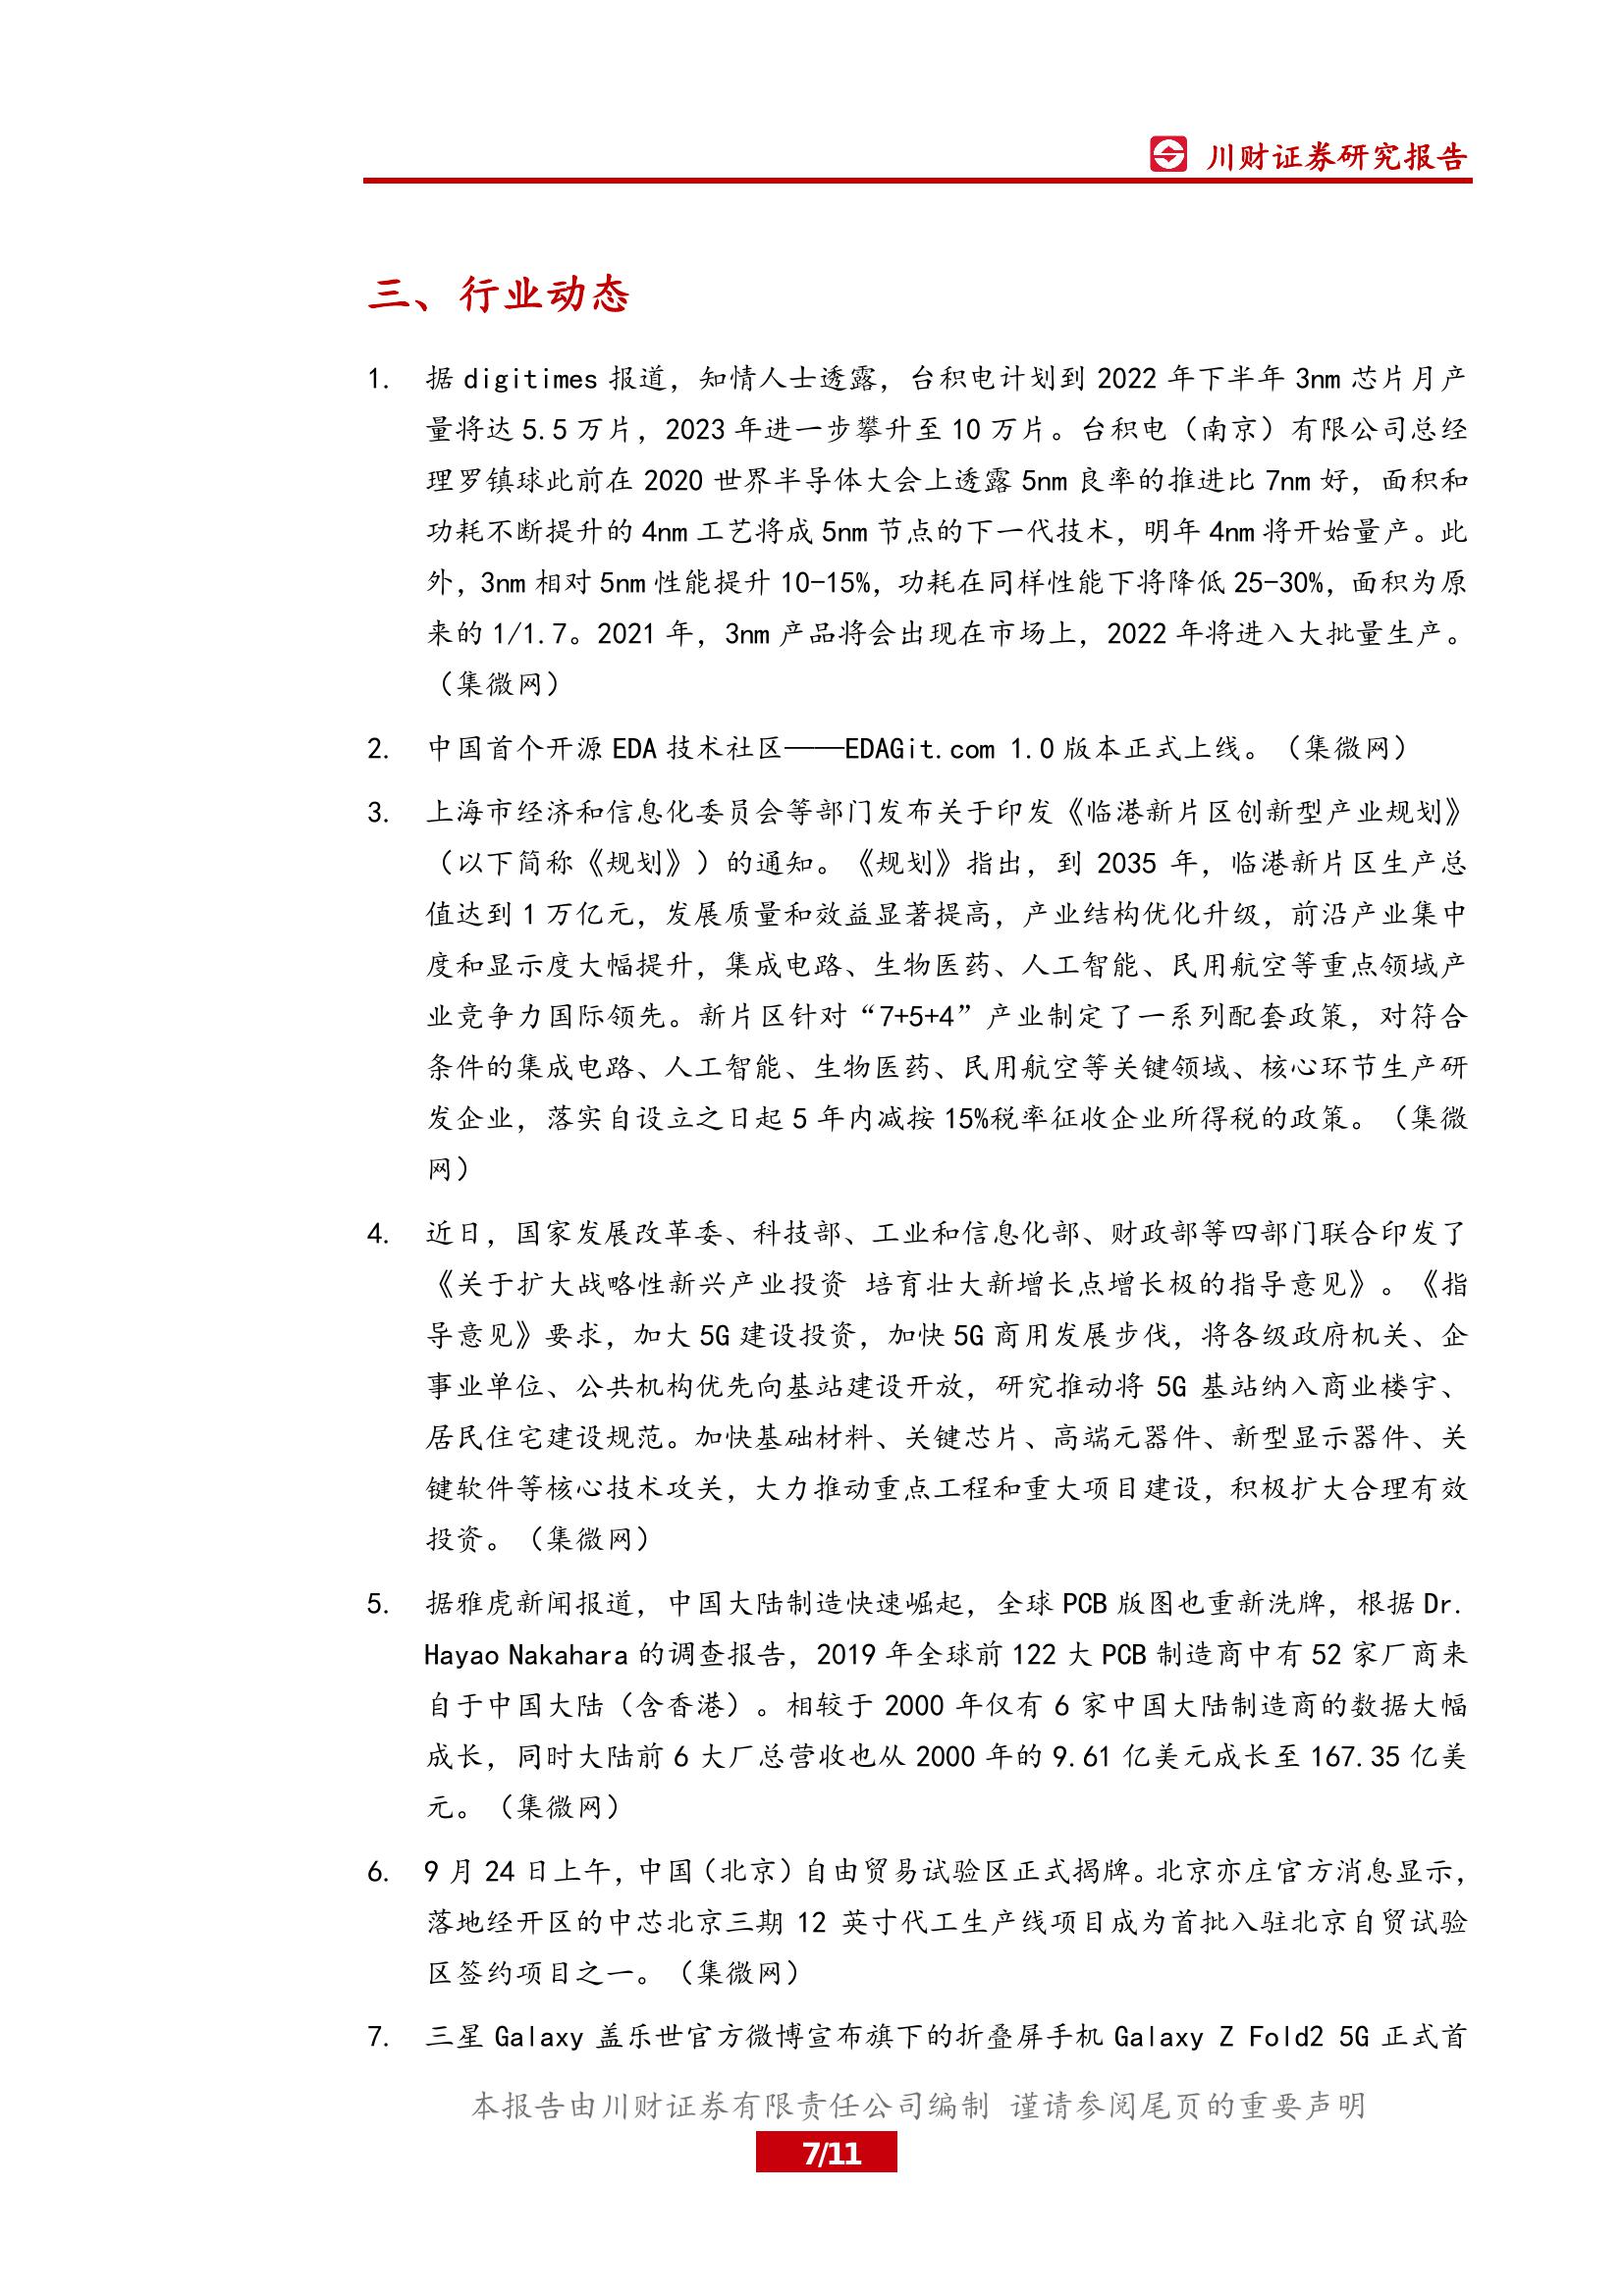 川财证券研究报告
三、行业动态
1. 据 digitimes 报道，知情人士透露，台积电计划到 2022 年下半年 3nm 芯片月产
量将达 5.5 万片，2023 年进一步攀升至 10 万片。台积电（南京）有限公司总经
理罗镇球此前在 2020 世界半导体大会上透露 5nm 良率的推进比 7nm 好，面积和
功耗不断提升的 4nm 工艺将成 5nm 节点的下一代技术，明年 4nm 将开始量产。此
外，3nm 相对 5nm 性能提升 10-15%，功耗在同样性能下将降低 25-30%，面积为原
来的 1/1.7。2021 年，3nm 产品将会出现在市场上，2022 年将进入大批量生产。
（集微网）
2. 中国首个开源 EDA 技术社区——EDAGit.com 1.0 版本正式上线。（集微网）
3. 上海市经济和信息化委员会等部门发布关于印发《临港新片区创新型产业规划》
（以下简称《规划》）的通知。《规划》指出，到 2035 年，临港新片区生产总
值达到 1 万亿元，发展质量和效益显著提高，产业结构优化升级，前沿产业集中
度和显示度大幅提升，集成电路、生物医药、人工智能、民用航空等重点领域产
业竞争力国际领先。新片区针对“7+5+4”产业制定了一系列配套政策，对符合
条件的集成电路、人工智能、生物医药、民用航空等关键领域、核心环节生产研
发企业，落实自设立之日起 5 年内减按 15%税率征收企业所得税的政策。（集微
网）
4. 近日，国家发展改革委、科技部、工业和信息化部、财政部等四部门联合印发了
《关于扩大战略性新兴产业投资 培育壮大新增长点增长极的指导意见》。《指
导意见》要求，加大 5G 建设投资，加快 5G 商用发展步伐，将各级政府机关、企
事业单位、公共机构优先向基站建设开放，研究推动将 5G 基站纳入商业楼宇、
居民住宅建设规范。加快基础材料、关键芯片、高端元器件、新型显示器件、关
键软件等核心技术攻关，大力推动重点工程和重大项目建设，积极扩大合理有效
投资。（集微网）
5. 据雅虎新闻报道，中国大陆制造快速崛起，全球 PCB 版图也重新洗牌，根据 Dr.
Hayao Nakahara 的调查报告，2019 年全球前 122 大 PCB 制造商中有 52 家厂商来
自于中国大陆（含香港）。相较于 2000 年仅有 6 家中国大陆制造商的数据大幅
成长，同时大陆前 6 大厂总营收也从 2000 年的 9.61 亿美元成长至 167.35 亿美
元。（集微网）
6. 9 月 24 日上午，中国（北京）自由贸易试验区正式揭牌。北京亦庄官方消息显示，
落地经开区的中芯北京三期 12 英寸代工生产线项目成为首批入驻北京自贸试验
区签约项目之一。（集微网）
7. 三星 Galaxy 盖乐世官方微博宣布旗下的折叠屏手机 Galaxy Z Fold2 5G 正式首
本报告由川财证券有限责任公司编制 谨请参阅尾页的重要声明
7/11